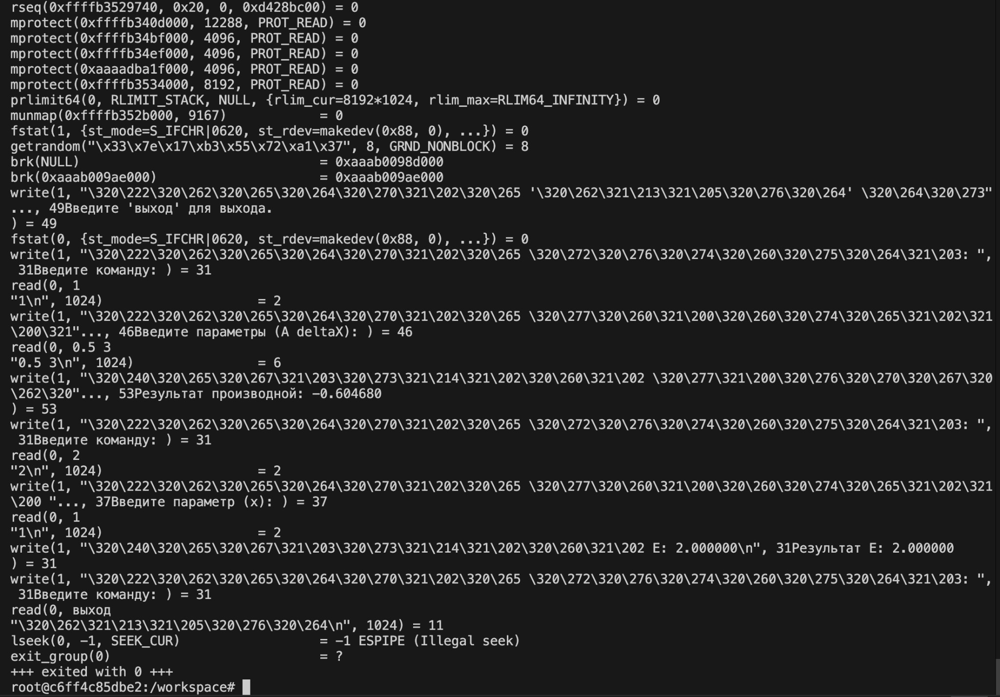 rseq(0xffffb3529740, 0x20, 0, 0xd428bc00) = 0
mprotect(0xffffb340d000, 12288, PROT_READ) = 0
mprotect(0xffffb34bf000, 4096, PROT_READ) = 0
mprotect(0xffffb34ef000, 4096, PROT_READ) = 0
mprotect(0xaaaadba1f000, 4096, PROT_READ) = 0
mprotect(0xffffb3534000, 8192, PROT_READ) = 0
prlimit64(0, RLIMIT_STACK, NULL, {rlim_cur=8192*1024, rlim_max=RLIM64_INFINITY}) = 0
munmap(0xffffb352b000, 9167)            = 0
fstat(1, {st_mode=S_IFCHR|0620, st_rdev=makedev(0x88, 0), ...}) = 0
getrandom("\x33\x7e\x17\xb3\x55\x72\xa1\x37", 8, GRND_NONBLOCK) = 8
brk(NULL)                               = 0xaaab0098d000
brk(0xaaab009ae000)                     = 0xaaab009ae000
write(1, "\320\222\320\262\320\265\320\264\320\270\321\202\320\265 '\320\262\321\213\321\205\320\276\320\264' \320\264\320\273"
..., 49Введите 'выход' для выхода.
) = 49
fstat(0, {st_mode=S_IFCHR|0620, st_rdev=makedev(0x88, 0), ...}) = 0
write(1, "\320\222\320\262\320\265\320\264\320\270\321\202\320\265 \320\272\320\276\320\274\320\260\320\275\320\264\321\203: ",
 31Введите команду: ) = 31
read(0, 1
"1\n", 1024)                    = 2
write(1, "\320\222\320\262\320\265\320\264\320\270\321\202\320\265 \320\277\320\260\321\200\320\260\320\274\320\265\321\202\321
\200\321"..., 46Введите параметры (A deltaX): ) = 46
read(0, 0.5 3
"0.5 3\n", 1024)                = 6
write(1, "\320\240\320\265\320\267\321\203\320\273\321\214\321\202\320\260\321\202 \320\277\321\200\320\276\320\270\320\267\320
\262\320"..., 53Результат производной: -0.604680
) = 53
write(1, "\320\222\320\262\320\265\320\264\320\270\321\202\320\265 \320\272\320\276\320\274\320\260\320\275\320\264\321\203: ",
 31Введите команду: ) = 31
read(0, 2
"2\n", 1024)                    = 2
write(1, "\320\222\320\262\320\265\320\264\320\270\321\202\320\265 \320\277\320\260\321\200\320\260\320\274\320\265\321\202\321
\200 "..., 37Введите параметр (x): ) = 37
read(0, 1
"1\n", 1024)                    = 2
write(1, "\320\240\320\265\320\267\321\203\320\273\321\214\321\202\320\260\321\202 E: 2.000000\n", 31Результат E: 2.000000
) = 31
write(1, "\320\222\320\262\320\265\320\264\320\270\321\202\320\265 \320\272\320\276\320\274\320\260\320\275\320\264\321\203: ",
 31Введите команду: ) = 31
read(0, выход
"\320\262\321\213\321\205\320\276\320\264\n", 1024) = 11
lseek(0, -1, SEEK_CUR)                  = -1 ESPIPE (Illegal seek)
exit_group(0)                           = ?
+++ exited with 0 +++
root@c6ff4c85dbe2:/workspace#